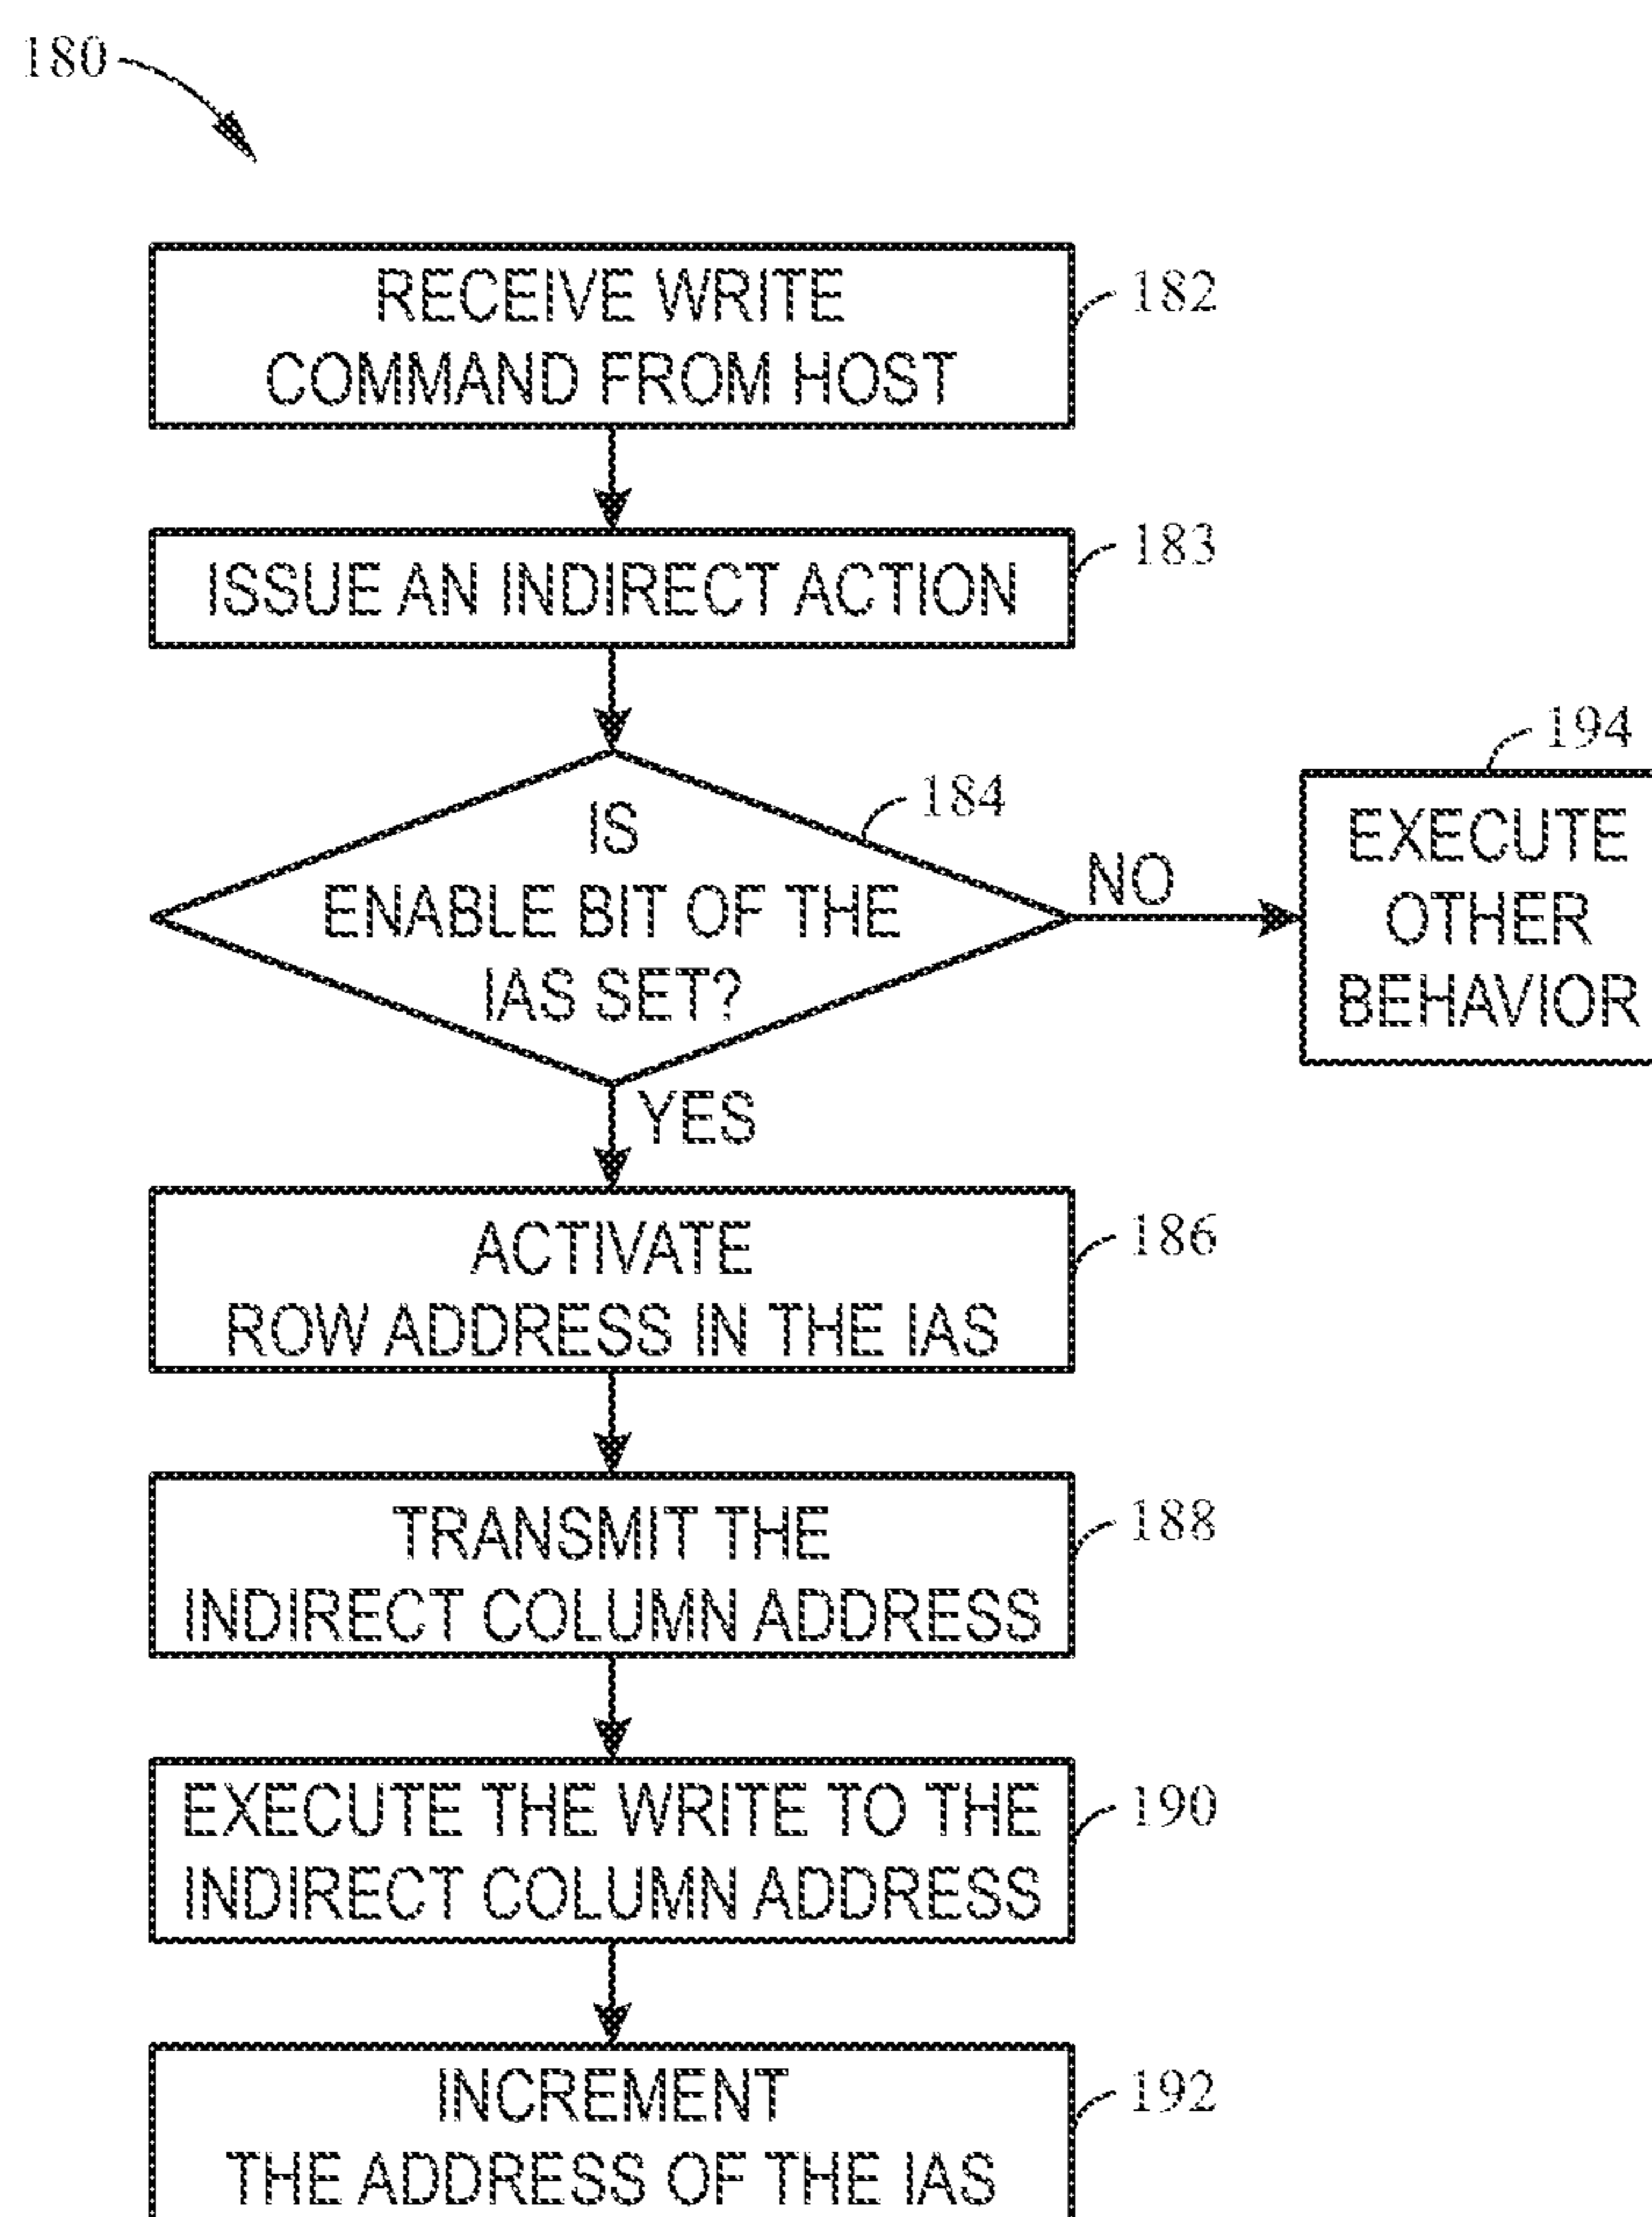 180
RECEIVE WRITE
COMMAND FROM HOST
182
ISSUE AN INDIRECT ACTION
183
IS
ENABLE BIT OF THE
IAS SET?
184
NO
194
EXECUTE
OTHER
BEHAVIOR
YES
ACTIVATE
ROW ADDRESS IN THE IAS
186
TRANSMIT THE
INDIRECT COLUMN ADDRESS
188
EXECUTE THE WRITE TO THE
INDIRECT COLUMN ADDRESS
190
INCREMENT
THE ADDRESS OF THE IAS
192